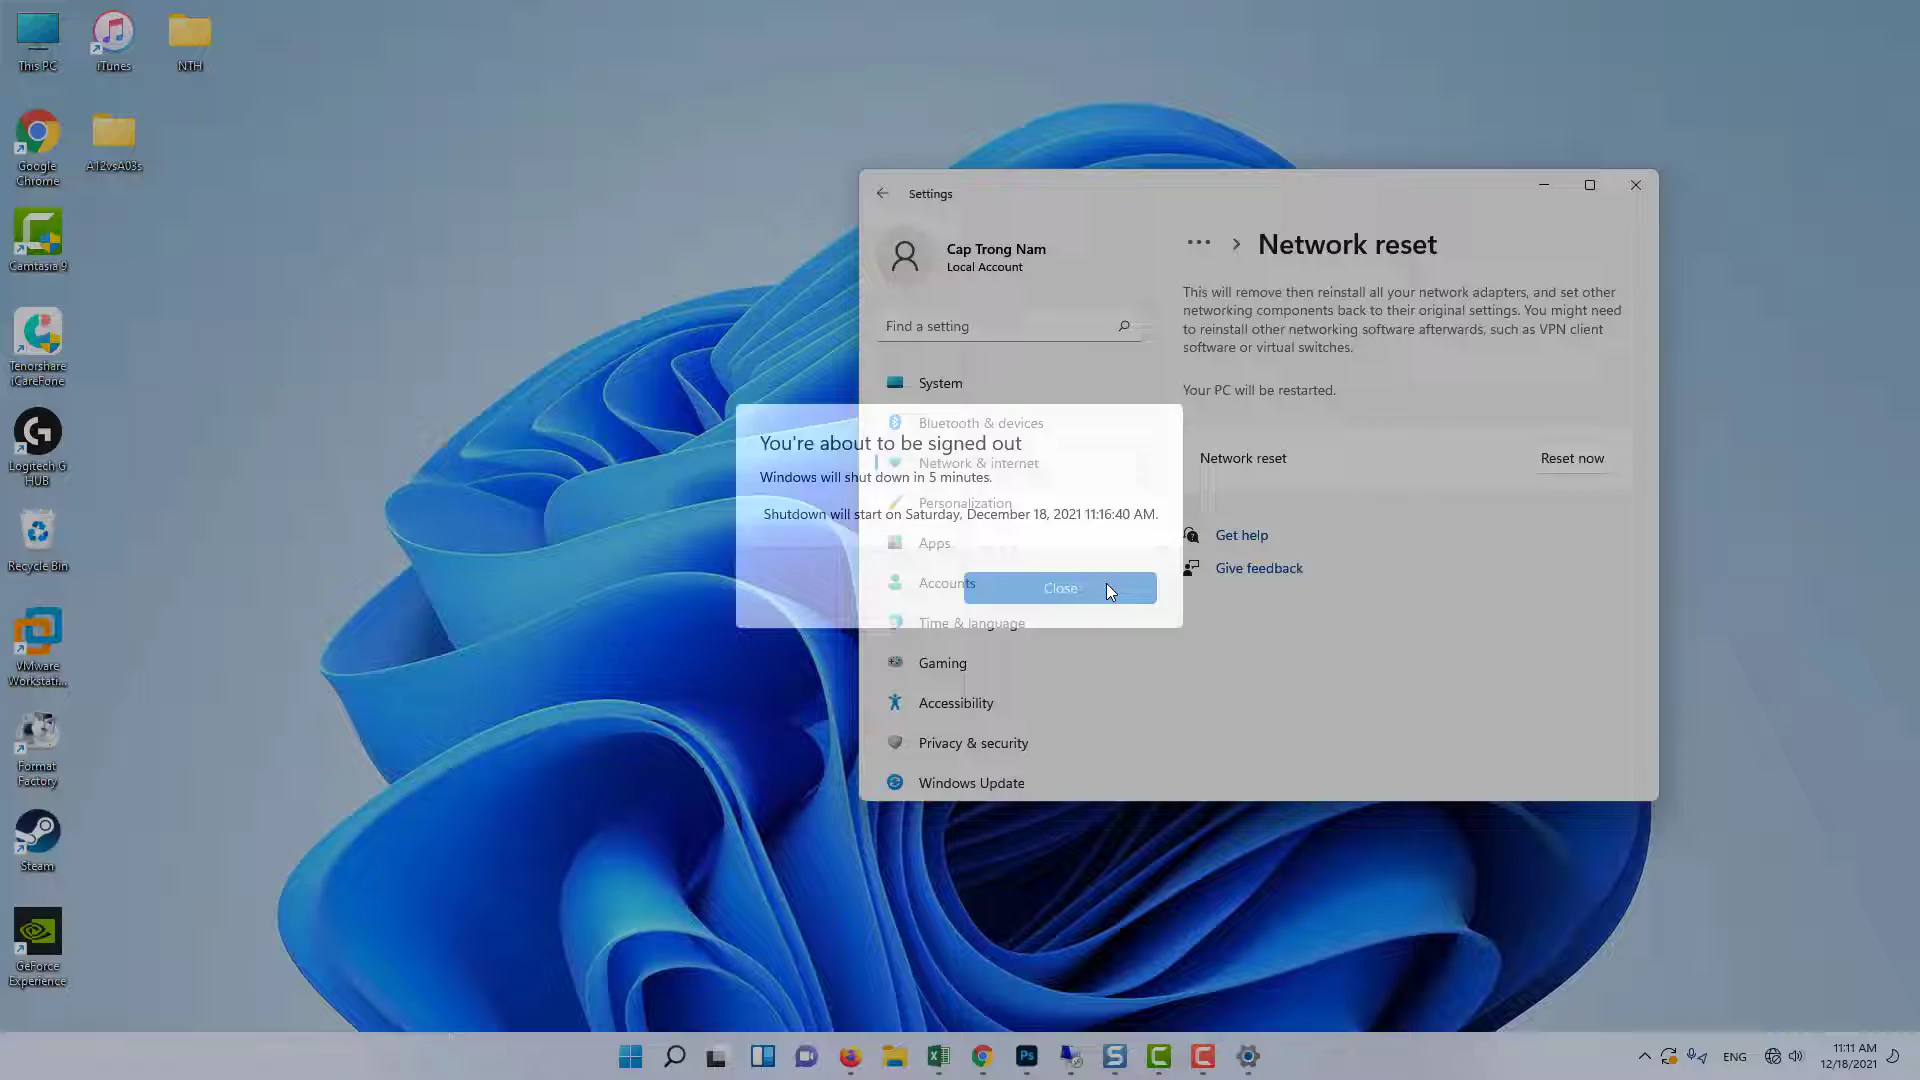 This PC
iTunes
NTH
Google
Chrome
A12vsA03s
Camtasia 9
Tenorshare
iCareFone
Logitech G
HUB
Recycle Bin
VMware
Workstati...
Format
Factory
Steam
GeForce
Experience
Settings
Cap Trong Nam
Local Account
Find a setting
System
Bluetooth & devices
Network & internet
Personalization
Apps
Accounts
Time & language
Gaming
Accessibility
Privacy & security
Windows Update
Network reset
This will remove then reinstall all your network adapters, and set other
networking components back to their original settings. You might need
to reinstall other networking software afterwards, such as VPN client
software or virtual switches.
Your PC will be restarted.
Network reset
Reset now
Get help
Give feedback
You're about to be signed out
Windows will shut down in 5 minutes.
Shutdown will start on Saturday, December 18, 2021 11:16:40 AM.
Close
Ps
ENG
11:11 AM
12/18/2021